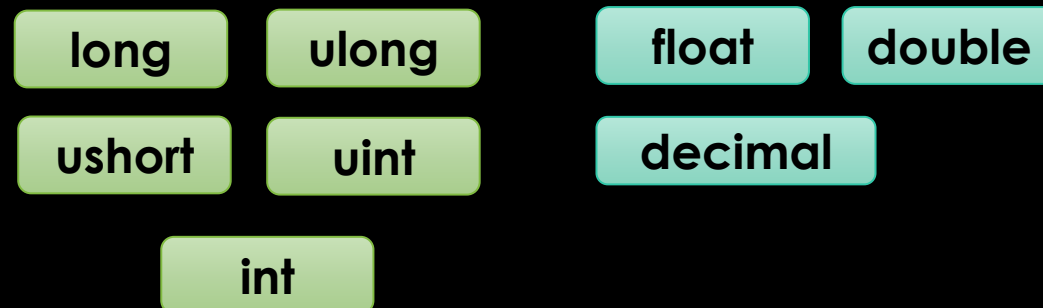 long
ulong
float
double
ushort
uint
decimal
int